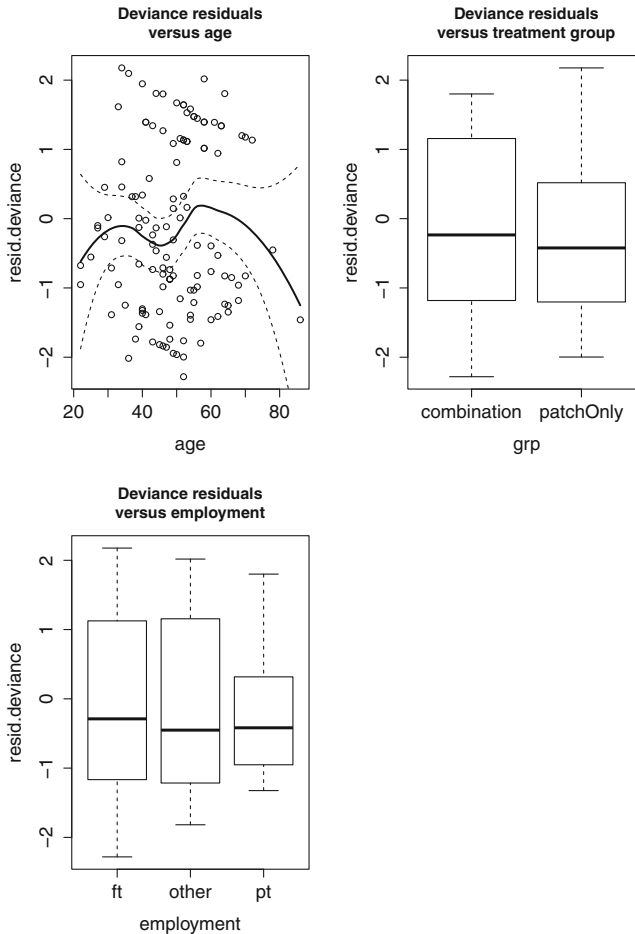 Deviance residuals
versus age
resid.deviance
2
1
0
−1
−2
20
40
60
80
age
Deviance residuals
versus treatment group
resid.deviance
2
1
0
−1
−2
combination
patchOnly
grp
Deviance residuals
versus employment
resid.deviance
2
1
0
−1
−2
ft
other
pt
employment